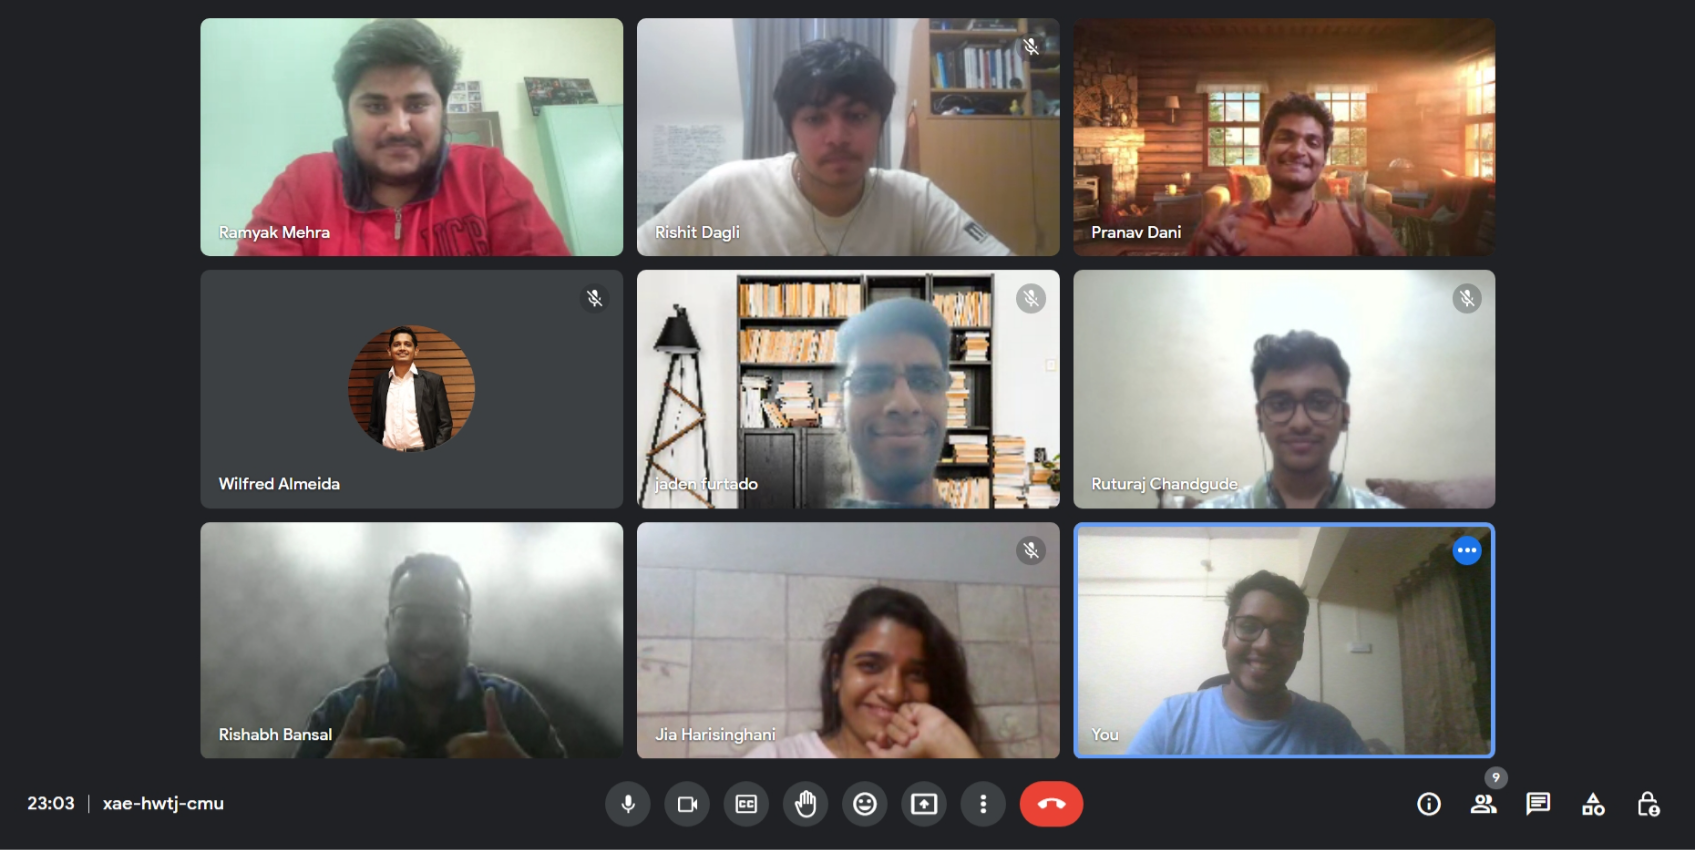 Ramyak Mehra
Rishit Dagli
Pranav Dani
Wilfred Almeida
jaden furtado
Ruturaj Chandgude
Rishabh Bansal
Jia Harisinghani
You
23:03 | xae-hwtj-cmu
CC
9